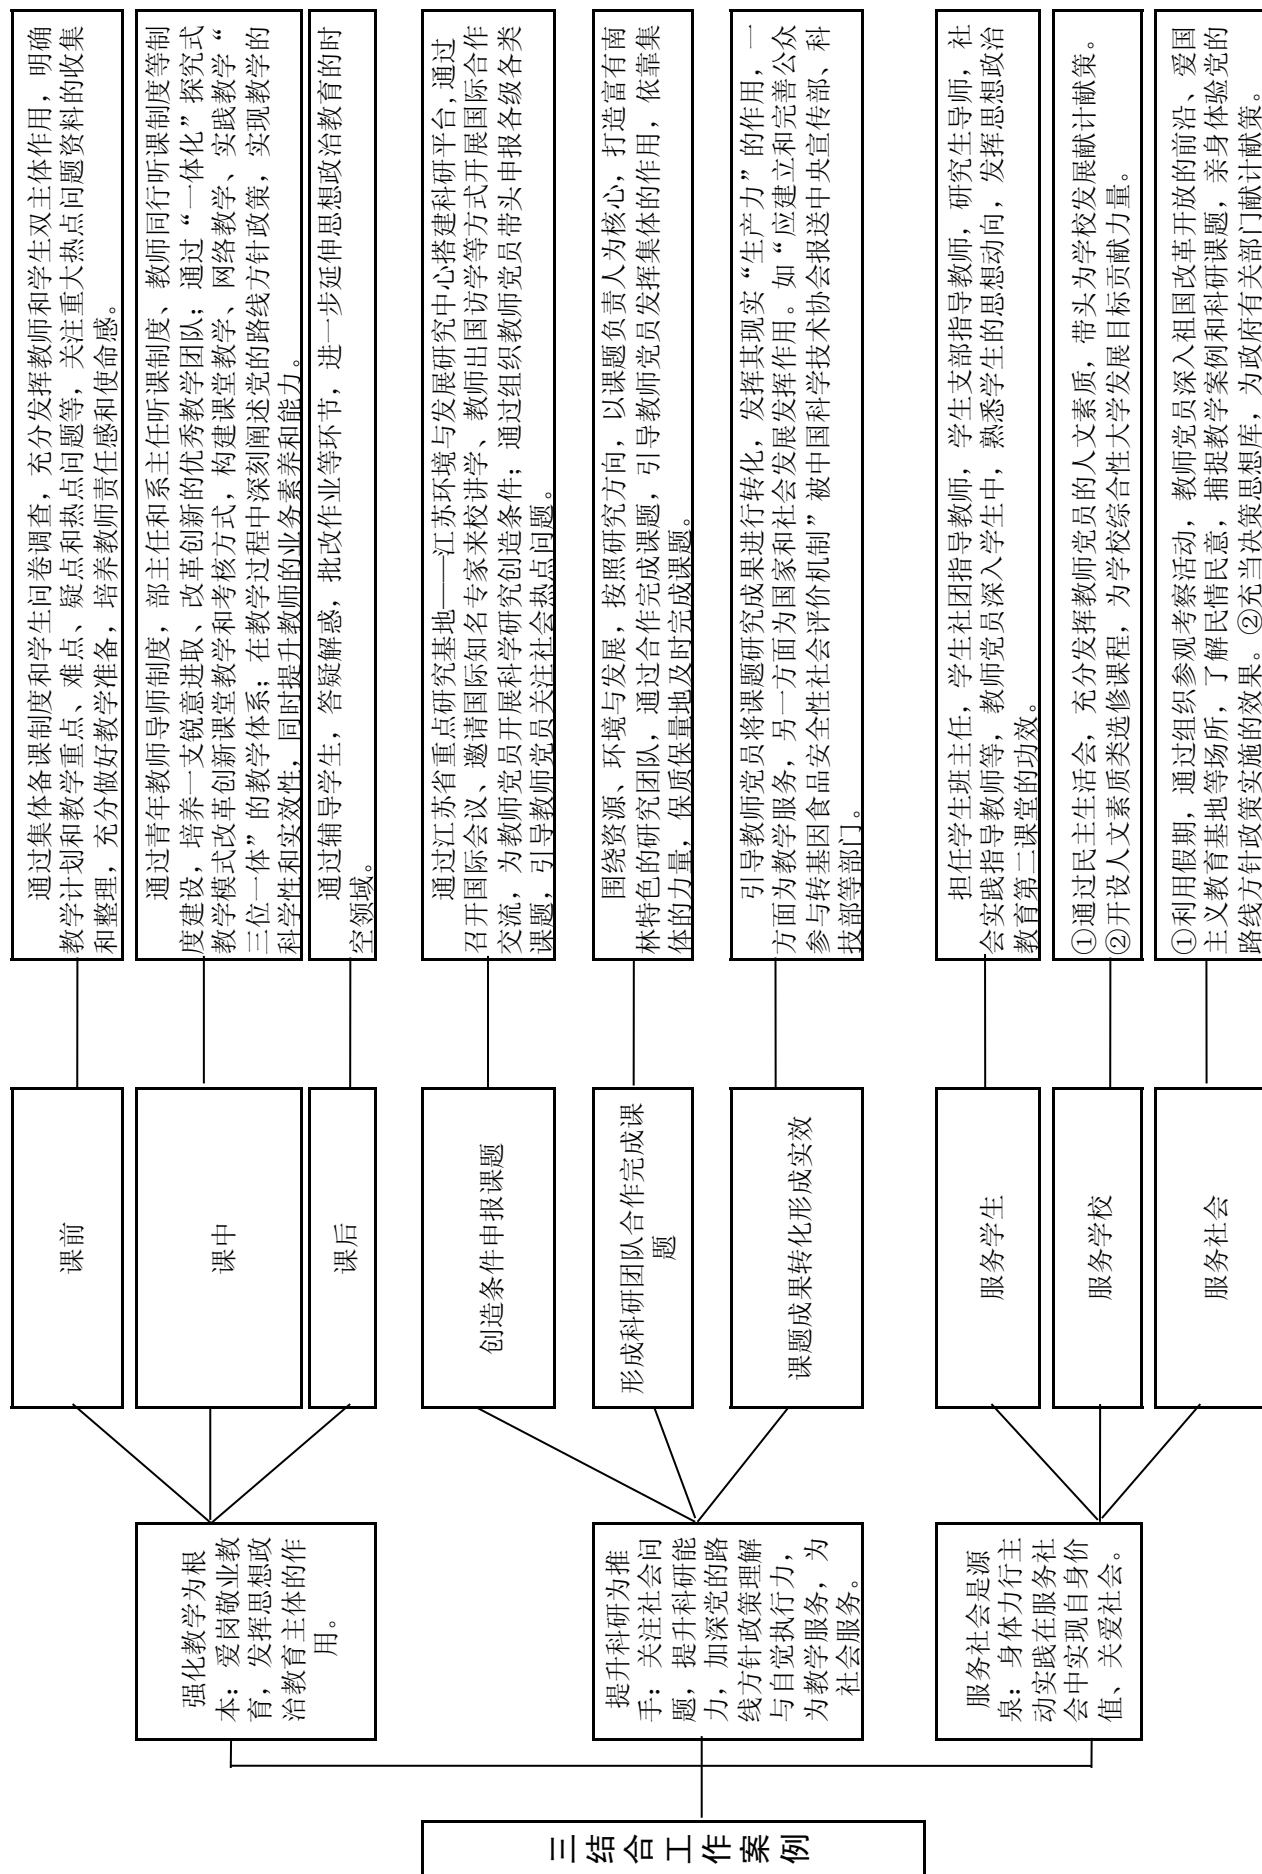 三结合工作案例
强化教学为根
本：爱岗敬业教
育，发挥思想政
治教育主体的作
用。
课前
通过集体备课制度和学生问卷调查，充分发挥教师和学生双主体作用，明确
教学计划和教学重点、难点、疑点和热点问题等，关注重大热点问题资料的收集
和整理，充分做好教学准备，培养教师责任感和使命感。
课中
通过青年教师导师制度，部主任和系主任听课制度、教师同行听课制度等制
度建设，培养一支锐意进取、改革创新的优秀教学团队；通过“一体化”探究式
教学模式改革创新课堂教学和考核方式，构建课堂教学、网络教学、实践教学“
三位一体”的教学体系；在教学过程中深刻阐述党的路线方针政策，实现教学的
科学性和实效性，同时提升教师的业务素养和能力。
课后
通过辅导学生，答疑解惑，批改作业等环节，进一步延伸思想政治教育的时
空领域。
提升科研为推
手：关注社会问
题，提升科研能
力，加深党的路
线方针政策理解
与自觉执行力，
为教学服务，为
社会服务。
创造条件申报课题
通过江苏省重点研究基地——江苏环境与发展研究中心搭建科研平台,通过
召开国际会议、邀请国际知名专家来校讲学、教师出国访学等方式开展国际合作
交流，为教师党员开展科学研究创造条件；通过组织教师党员带头申报各级各类
课题，引导教师党员关注社会热点问题。
形成科研团队合作完成课
题
围绕资源、环境与发展，按照研究方向，以课题负责人为核心，打造富有南
林特色的研究团队，通过合作完成课题，引导教师党员发挥集体的作用，依靠集
体的力量，保质保量地及时完成课题。
课题成果转化形成实效
引导教师党员将课题研究成果进行转化，发挥其现实“生产力”的作用，一
方面为教学服务，另一方面为国家和社会发展发挥作用。如“应建立和完善公众
参与转基因食品安全性社会评价机制”被中国科学技术协会报送中央宣传部、科
技部等部门。
服务社会是源
泉：身体力行主
动实践在服务社
会中实现自身价
值、关爱社会。
服务学生
担任学生班主任，学生社团指导教师，学生支部指导教师，研究生导师，社
会实践指导教师等，教师党员深入学生中，熟悉学生的思想动向，发挥思想政治
教育第二课堂的功效。
服务学校
①通过民主生活会，充分发挥教师党员的人文素质，带头为学校发展献计献策。
②开设人文素质类选修课程，为学校综合性大学发展目标贡献力量。
服务社会
①利用假期，通过组织参观考察活动，教师党员深入祖国改革开放的前沿、爱国
主义教育基地等场所，了解民情民意，捕捉教学案例和科研课题，亲身体验党的
路线方针政策实施的效果。②充当决策思想库，为政府有关部门献计献策。